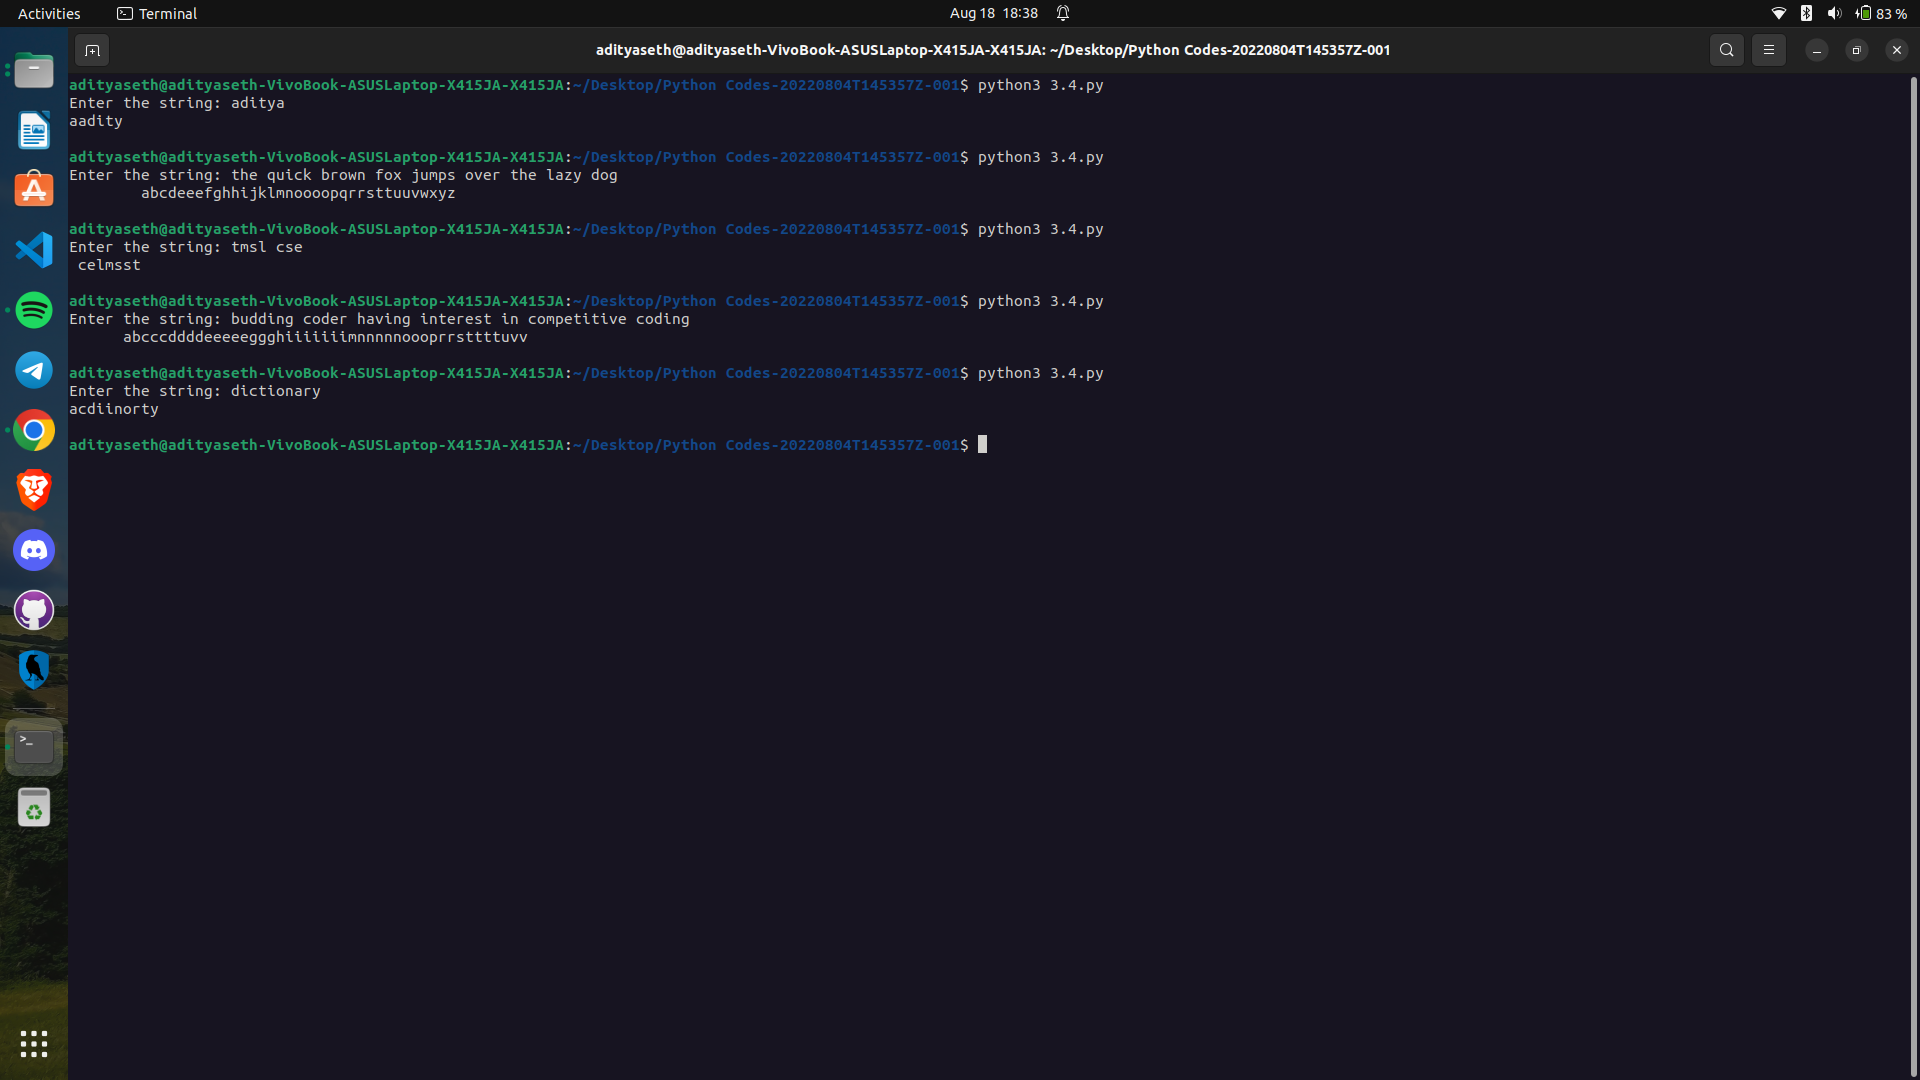 Activities Terminal Aug 18 18:38 83 %
adityaseth@adityaseth-VivoBook-ASUSLaptop-X415JA-X415JA: ~/Desktop/Python Codes-20220804T145357Z-001
adityaseth@adityaseth-VivoBook-ASUSLaptop-X415JA-X415JA:~/Desktop/Python Codes-20220804T145357Z-001$ python3 3.4.py
Enter the string: aditya
aadity
adityaseth@adityaseth-VivoBook-ASUSLaptop-X415JA-X415JA:~/Desktop/Python Codes-20220804T145357Z-001$ python3 3.4.py
Enter the string: the quick brown fox jumps over the lazy dog
        abcdeeefghhijklmnoooopqrrsttuuvwxyz
adityaseth@adityaseth-VivoBook-ASUSLaptop-X415JA-X415JA:~/Desktop/Python Codes-20220804T145357Z-001$ python3 3.4.py
Enter the string: tmsl cse
 celmsst
adityaseth@adityaseth-VivoBook-ASUSLaptop-X415JA-X415JA:~/Desktop/Python Codes-20220804T145357Z-001$ python3 3.4.py
Enter the string: budding coder having interest in competitive coding
      abcccddddeeeeeggghiiiiiiimnnnnnoooprrsttttuvv
adityaseth@adityaseth-VivoBook-ASUSLaptop-X415JA-X415JA:~/Desktop/Python Codes-20220804T145357Z-001$ python3 3.4.py
Enter the string: dictionary
acdiinorty
adityaseth@adityaseth-VivoBook-ASUSLaptop-X415JA-X415JA:~/Desktop/Python Codes-20220804T145357Z-001$